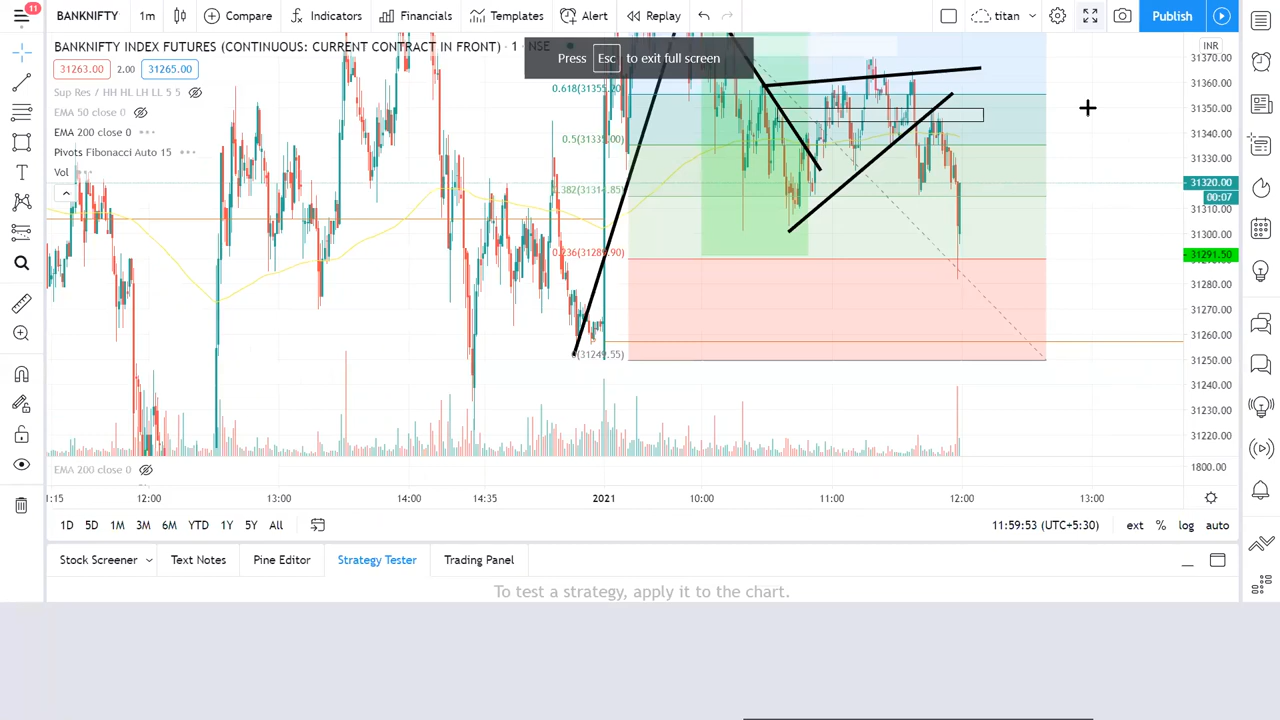 11
BANKNIFTY 1m Compare Indicators Financials Templates Alert Replay titan Publish
BANKNIFTY INDEX FUTURES (CONTINUOUS: CURRENT CONTRACT IN FRONT) · 1 · NSE
Press Esc to exit full screen
31263.00 2.00 31265.00
Sup Res / HH HL LH LL 5 5
EMA 50 close 0
EMA 200 close 0
Pivots Fibonacci Auto 15
Vol
0.618(31355.20)
0.5(31335.00)
0.236(31289.90)
INR
31370.00
31360.00
31350.00
31340.00
31330.00
31320.00
00:07
31310.00
31300.00
31291.50
31280.00
31270.00
31260.00
31250.00
31240.00
31230.00
31220.00
EMA 200 close 0
1800.00
12:00 13:00 14:00 14:35 2021 10:00 11:00 12:00 13:00
1D 5D 1M 3M 6M YTD 1Y 5Y All 11:59:53 (UTC+5:30) ext % log auto
Stock Screener Text Notes Pine Editor Strategy Tester Trading Panel
To test a strategy, apply it to the chart.